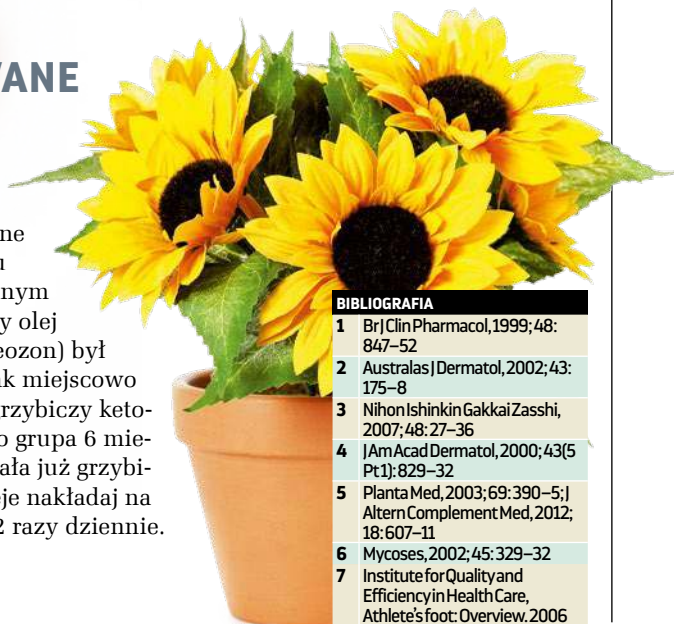 ANE
ne
u
nym
y olej
eozon) był
k miejscowo
rzybiczy keto-
o grupa 6 mie-
ała już grzybi-
eje nakładaj na
2 razy dziennie.
BIBLIOGRAFIA
1 Br J Clin Pharmacol, 1999; 48:
847–52
2 Australas J Dermatol, 2002; 43:
175–8
3 Nihon Ishinkin Gakkai Zasshi,
2007; 48: 27–36
4 J Am Acad Dermatol, 2000; 43(5
Pt 1): 829–32
5 Planta Med, 2003; 69: 390–5; J
Altern Complement Med, 2012;
18: 607–11
6 Mycoses, 2002; 45: 329–32
7 Institute for Quality and
Efficiency in Health Care,
Athlete's foot: Overview. 2006